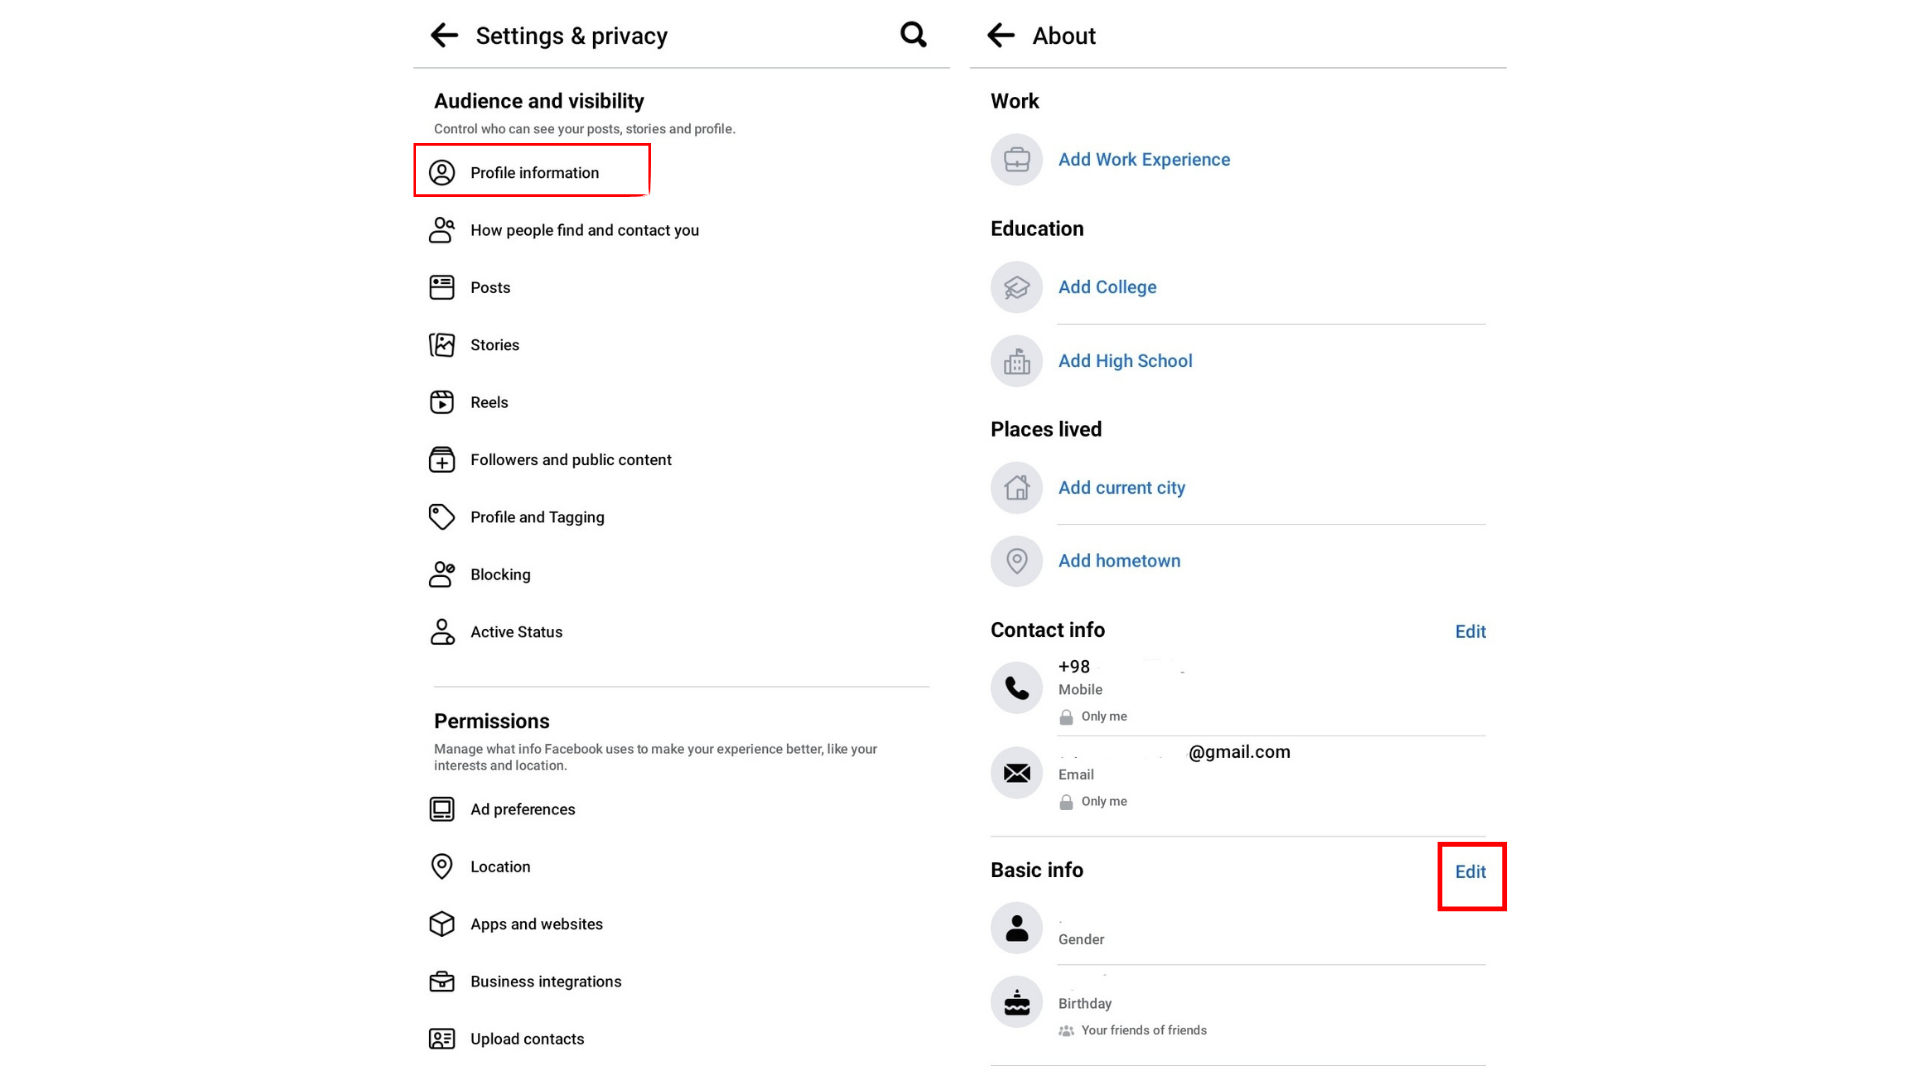 Settings & privacy
Audience and visibility
Control who can see your posts, stories and profile.
Profile information
How people find and contact you
Posts
Stories
Reels
Followers and public content
Profile and Tagging
Blocking
Active Status
Permissions
Manage what info Facebook uses to make your experience better, like your
interests and location.
Ad preferences
Location
Apps and websites
Business integrations
Upload contacts
About
Work
Add Work Experience
Education
Add College
Add High School
Places lived
Add current city
Add hometown
Contact info Edit
+98
Mobile
Only me
@gmail.com
Email
Only me
Basic info Edit
Gender
Birthday
Your friends of friends